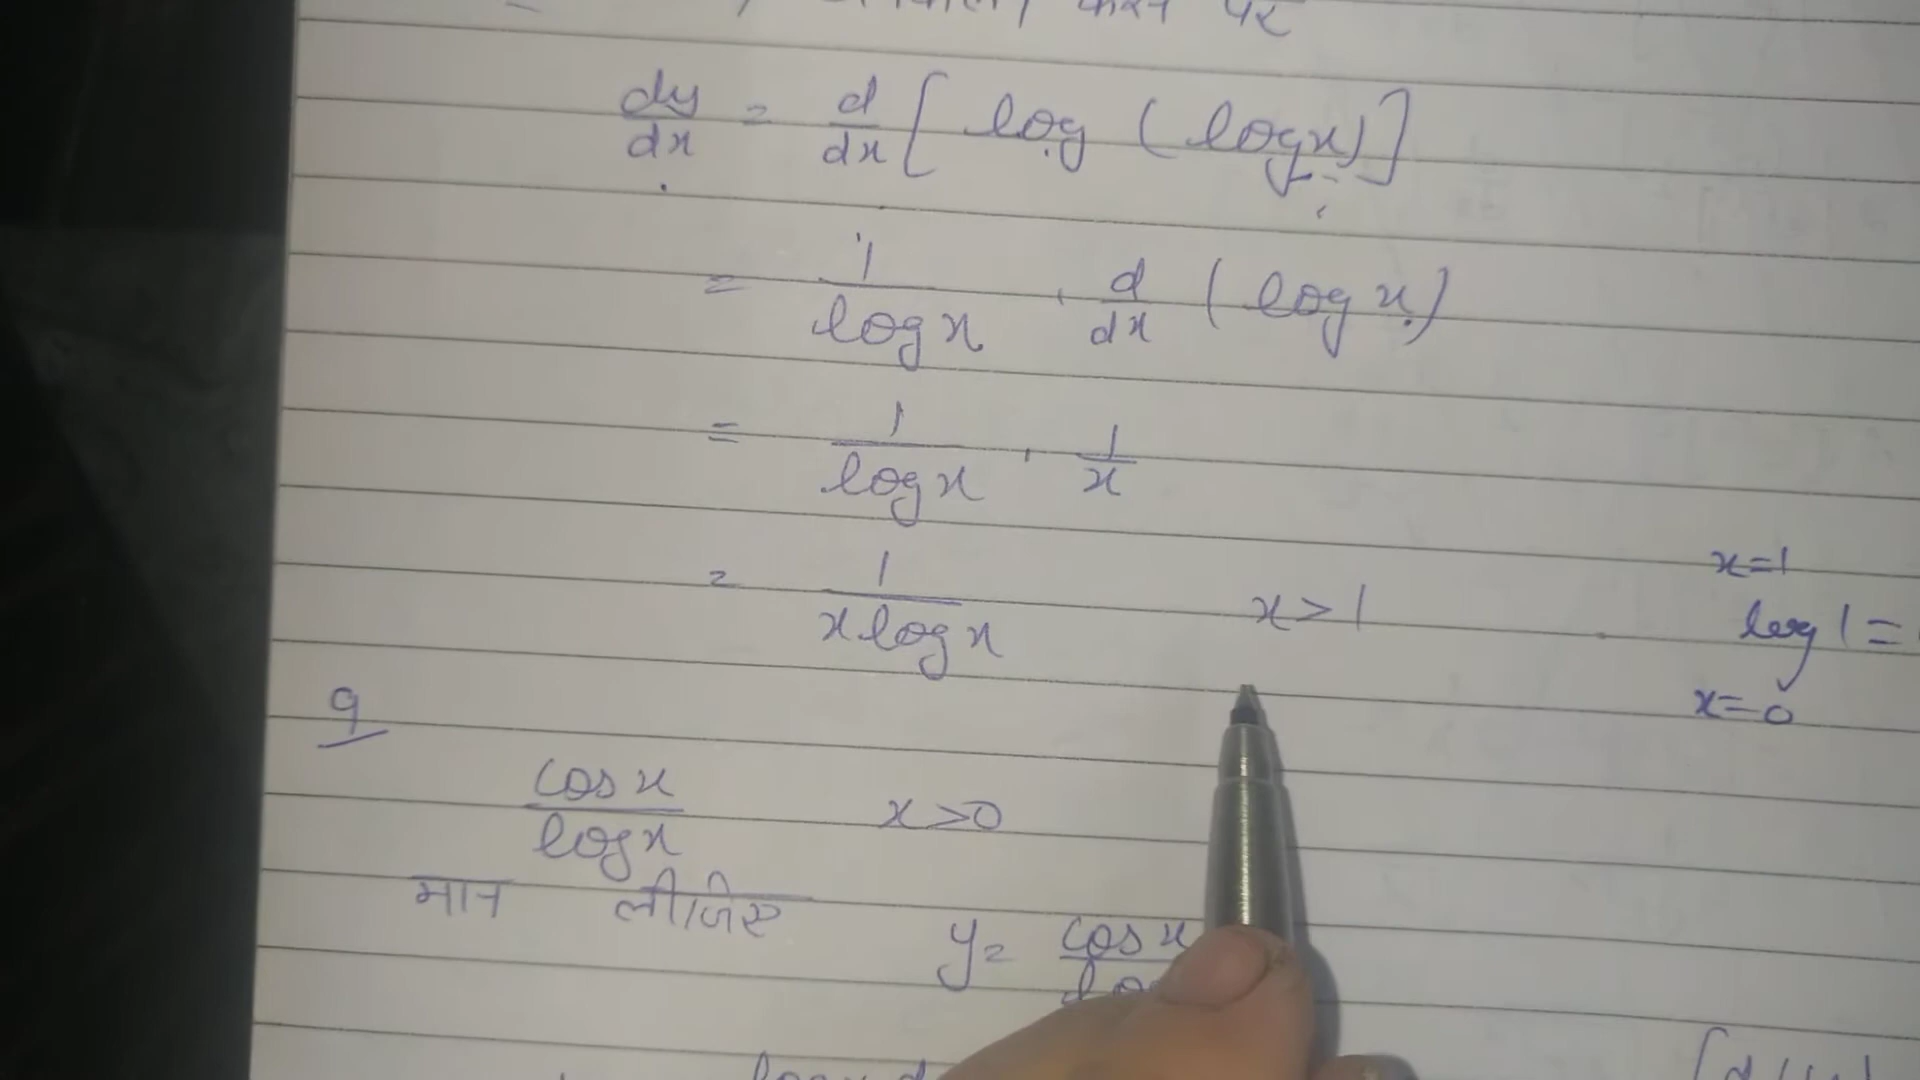 dy/dx = d/dx [ log ( log x ) ]
= 1/log x · d/dx ( log x )
= 1/log x · 1/x
= 1/x log x x > 1
x = 1
log 1 =
x = 0
9
cos x/log x x > 0
मान लीजिए
y = cos x